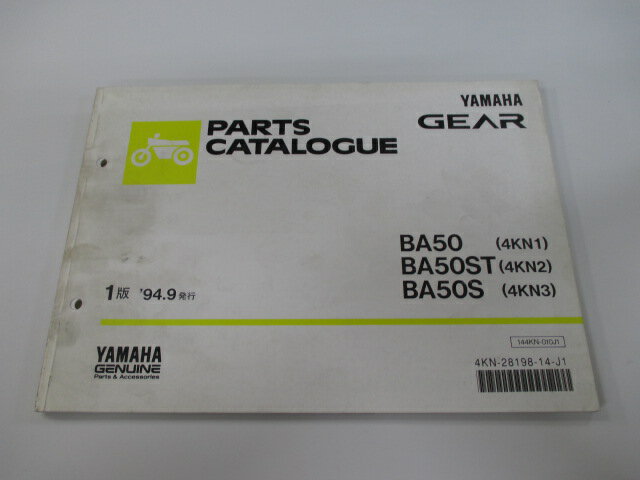 YAMAHA
GEAR
PARTS
CATALOGUE
BA50 (4KN1)
BA50ST (4KN2)
BA50S (4KN3)
1版 '94.9発行
144KN-010J1
YAMAHA
GENUINE
Parts & Accessories
4KN-28198-14-J1